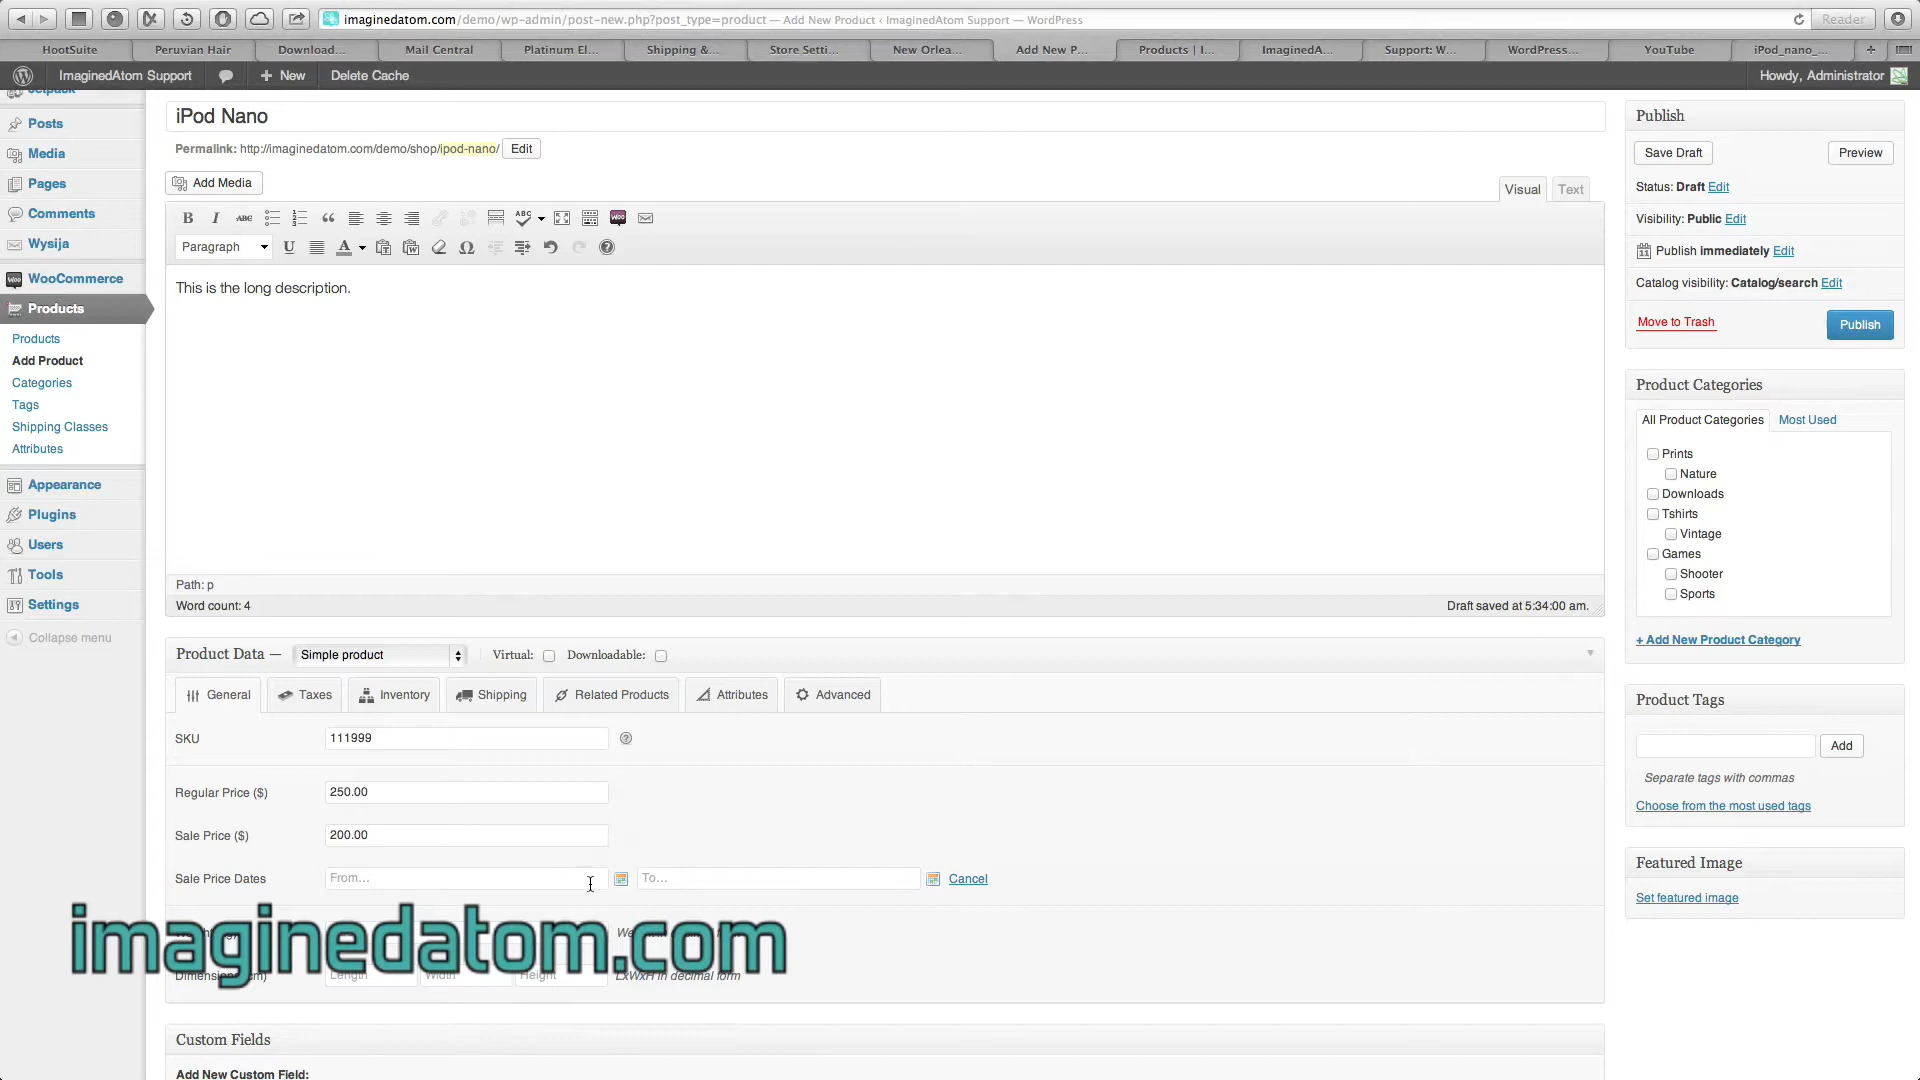 imaginedatom.com/demo/wp-admin/post-new.php?post_type=product — Add New Product ‹ ImaginedAtom Support — WordPress
Reader
HootSuite
Peruvian Hair
Download...
Mail Central
Platinum El...
Shipping &...
Store Setti...
New Orlea...
Add New P...
Products | I...
ImaginedA...
Support: W...
WordPress...
YouTube
iPod_nano_...
ImaginedAtom Support
+ New
Delete Cache
Howdy, Administrator
Jetpack
Posts
Media
Pages
Comments
Wysija
WooCommerce
Products
Products
Add Product
Categories
Tags
Shipping Classes
Attributes
Appearance
Plugins
Users
Tools
Settings
Collapse menu
iPod Nano
Permalink: http://imaginedatom.com/demo/shop/ipod-nano/ Edit
Add Media
Visual Text
B I ABC ABC
Paragraph U A Ω
This is the long description.
Path: p
Word count: 4
Draft saved at 5:34:00 am.
Product Data — Simple product Virtual: Downloadable:
General
Taxes
Inventory
Shipping
Related Products
Attributes
Advanced
SKU 111999
Regular Price ($) 250.00
Sale Price ($) 200.00
Sale Price Dates From... To... Cancel
imaginedatom.com
Length Width Height LxWxH in decimal form
Custom Fields
Add New Custom Field:
Publish
Save Draft
Preview
Status: Draft Edit
Visibility: Public Edit
Publish immediately Edit
Catalog visibility: Catalog/search Edit
Move to Trash
Publish
Product Categories
All Product Categories
Most Used
Prints
Nature
Downloads
Tshirts
Vintage
Games
Shooter
Sports
+ Add New Product Category
Product Tags
Add
Separate tags with commas
Choose from the most used tags
Featured Image
Set featured image